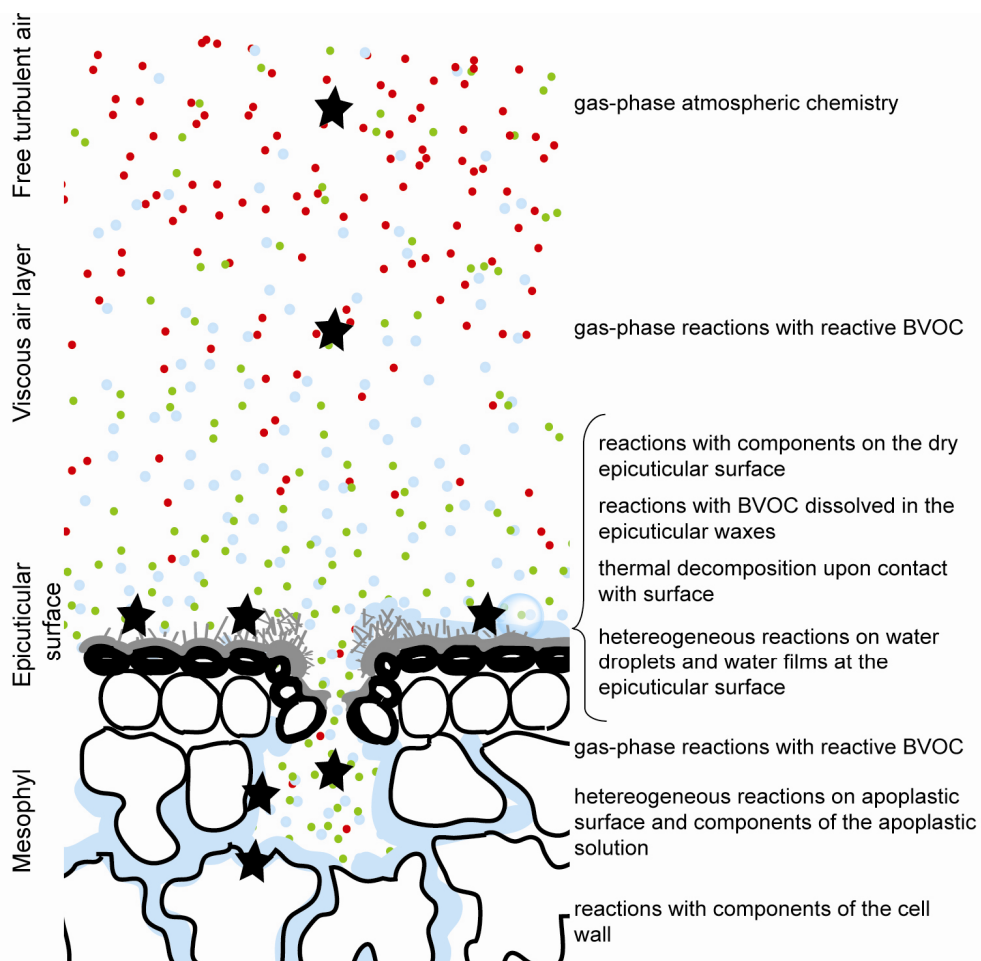 Free turbulent air
gas-phase atmospheric chemistry
Viscous air layer
gas-phase reactions with reactive BVOC
Epicuticular
surface
reactions with components on the dry
epicuticular surface
reactions with BVOC dissolved in the
epicuticular waxes
thermal decomposition upon contact
with surface
hetereogeneous reactions on water
droplets and water films at the
epicuticular surface
Mesophyl
gas-phase reactions with reactive BVOC
hetereogeneous reactions on apoplastic
surface and components of the apoplastic
solution
reactions with components of the cell
wall